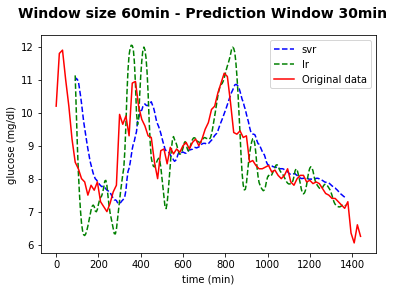 Window size 60min - Prediction Window 30min
svr
lr
Original data
glucose (mg/dl)
12
11
10
9
8
7
6
0
200
400
600
800
1000
1200
1400
time (min)